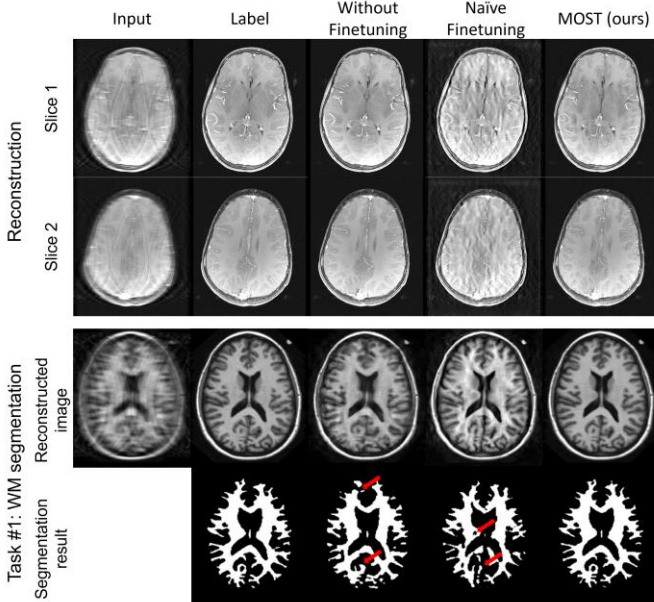 Input
Label
Without
Finetuning
Naïve
Finetuning
MOST (ours)
Reconstruction
Slice 1
Slice 2
Task #1: WM segmentation
Reconstructed
image
Segmentation
result